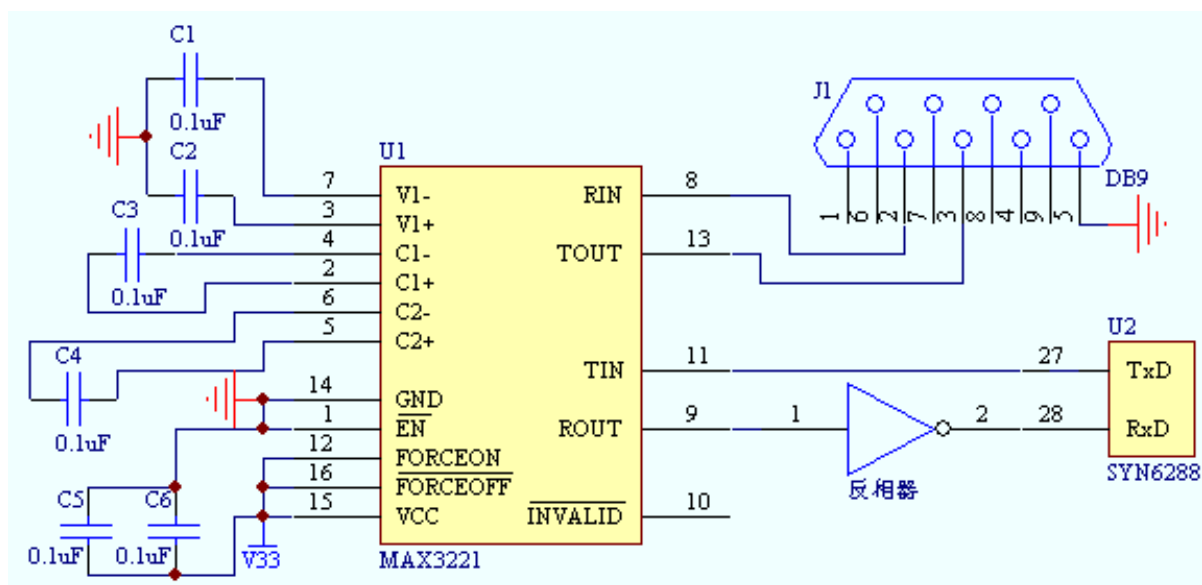 C1
0.1uF
C2
0.1uF
C3
0.1uF
C4
0.1uF
C5
0.1uF
C6
0.1uF
V33
U1
7 V1-
3 V1+
4 C1-
2 C1+
6 C2-
5 C2+
14 GND
1 EN
12 FORCEON
16 FORCEOFF
15 VCC
RIN 8
TOUT 13
TIN 11
ROUT 9
INVALID 10
MAX3221
J1
DB9
1 6 2 7 3 8 4 9 5
1
2
反相器
U2
27 TxD
28 RxD
SYN6288